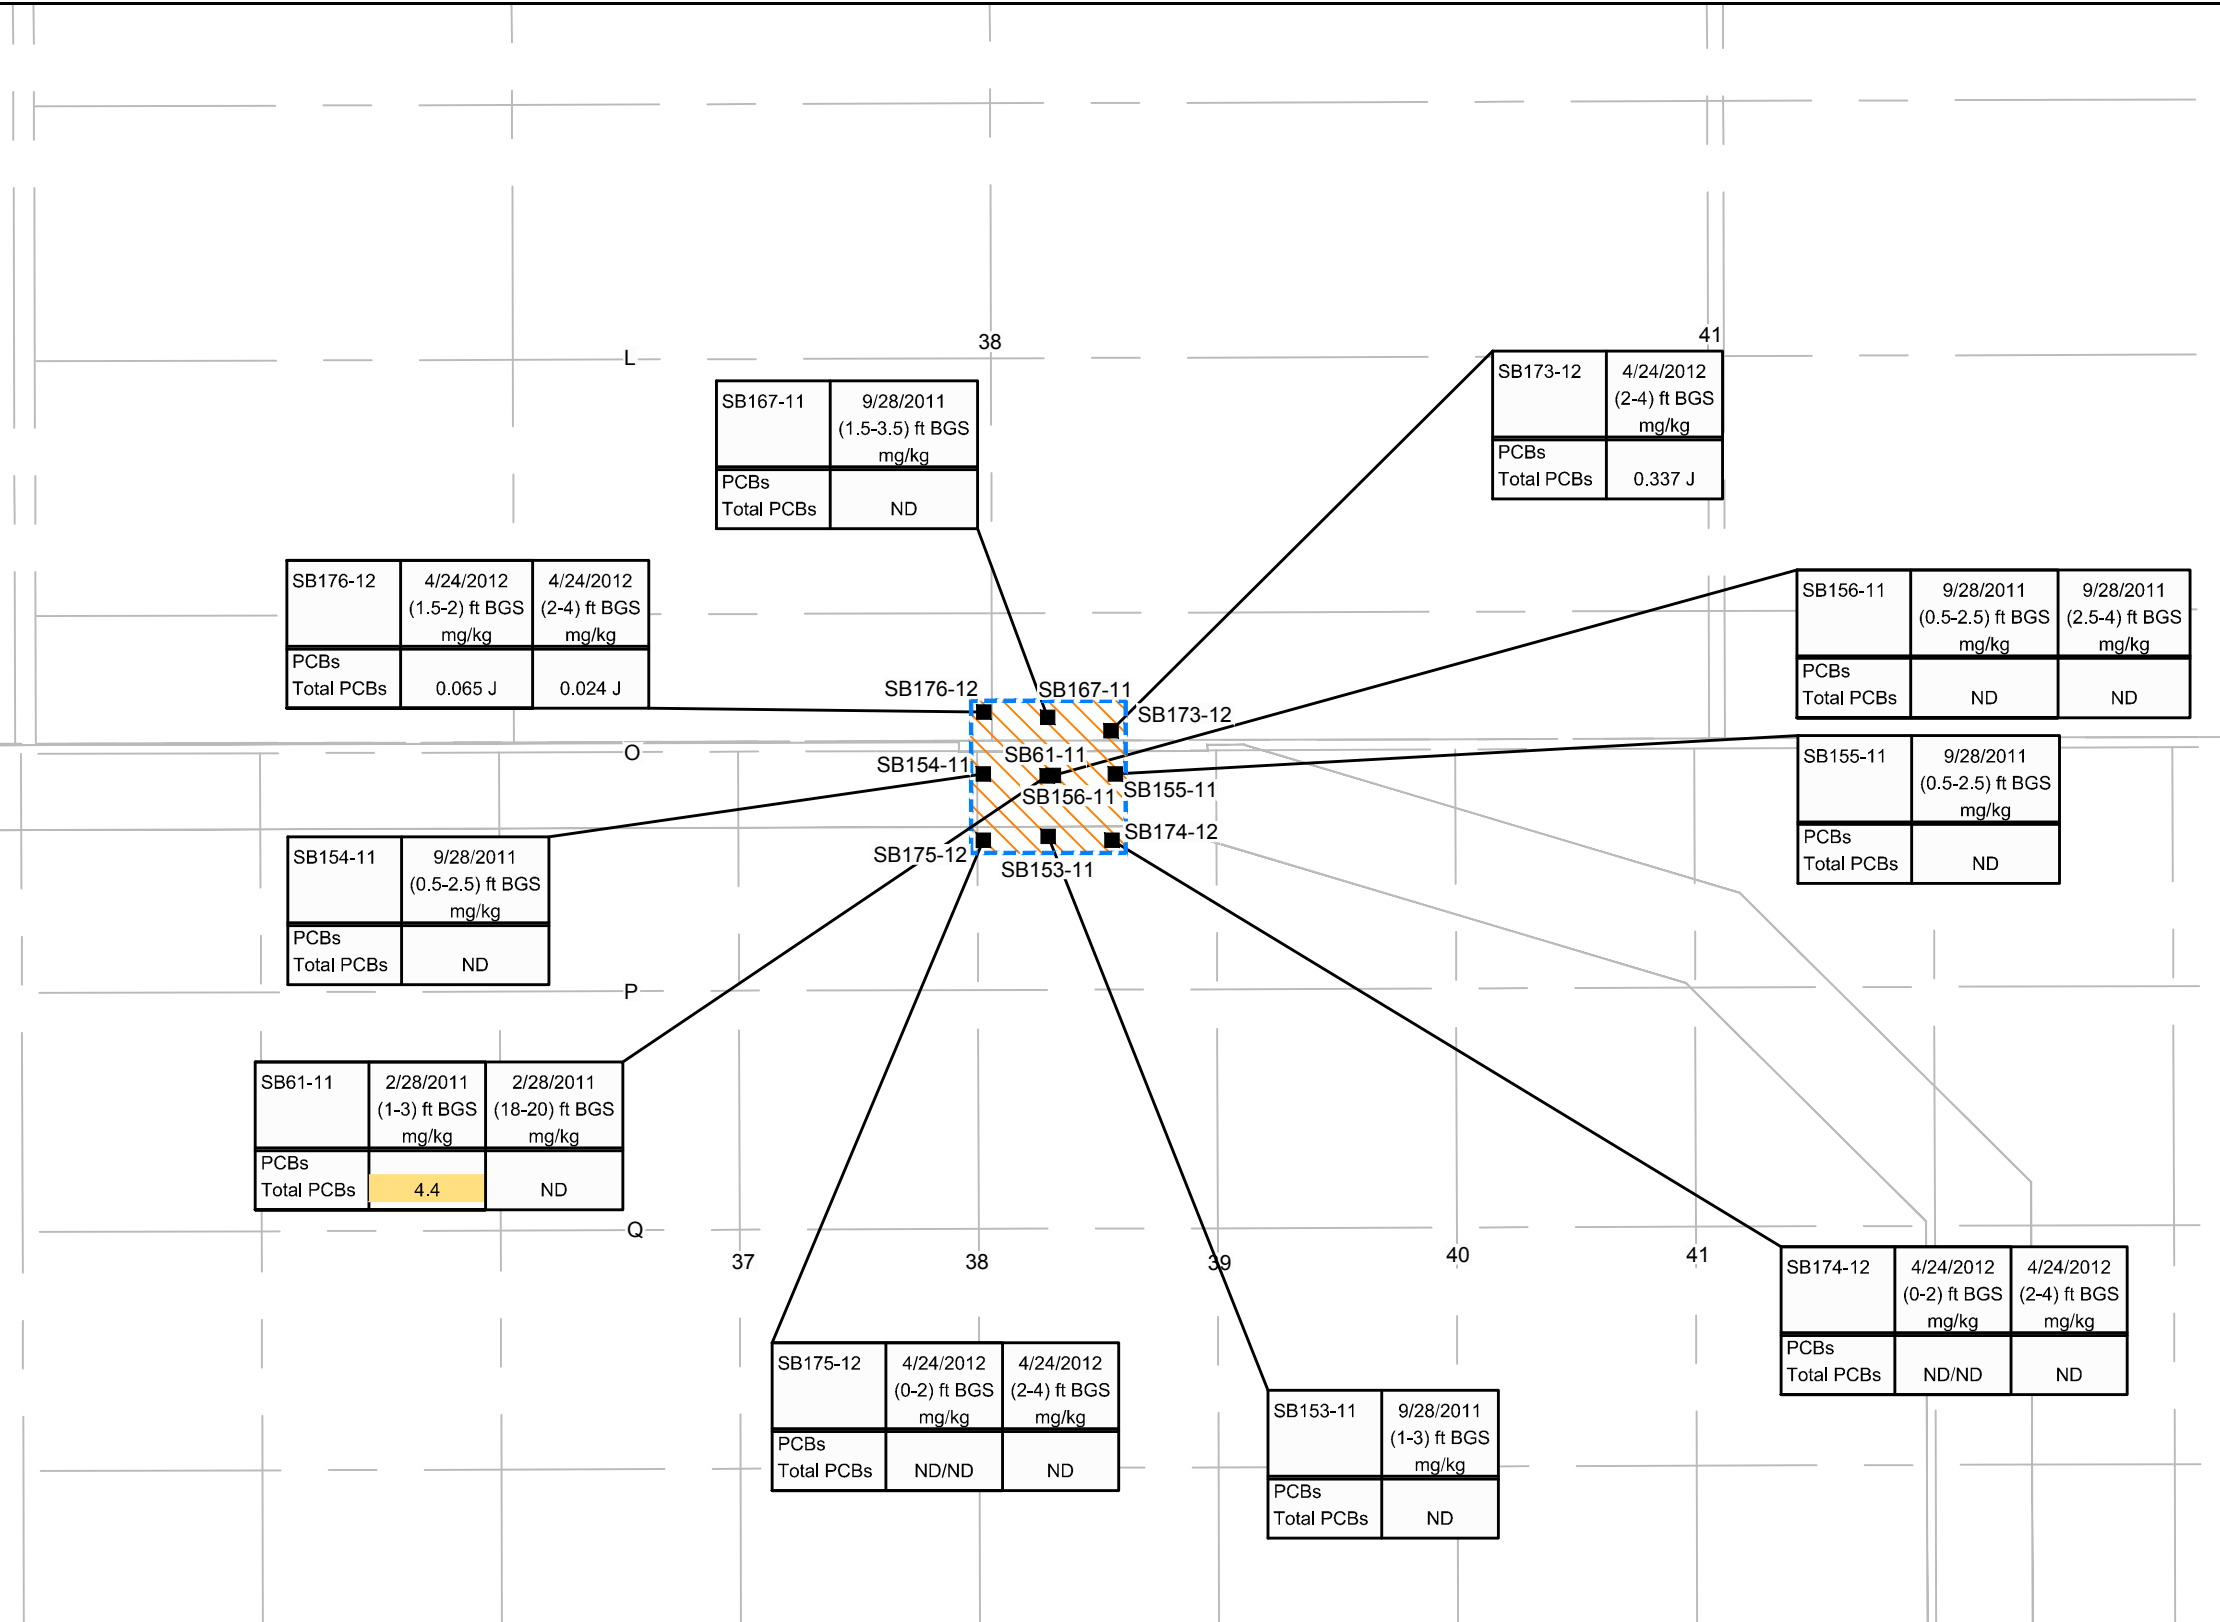 38
41
L
SB167-11 9/28/2011
(1.5-3.5) ft BGS
mg/kg
PCBs
Total PCBs ND
SB173-12 4/24/2012
(2-4) ft BGS
mg/kg
PCBs
Total PCBs 0.337 J
SB176-12 4/24/2012 4/24/2012
(1.5-2) ft BGS (2-4) ft BGS
mg/kg mg/kg
PCBs
Total PCBs 0.065 J 0.024 J
SB156-11 9/28/2011 9/28/2011
(0.5-2.5) ft BGS (2.5-4) ft BGS
mg/kg mg/kg
PCBs
Total PCBs ND ND
SB176-12
SB167-11
SB173-12
O
SB61-11
SB154-11
SB156-11
SB155-11
SB174-12
SB175-12
SB153-11
SB155-11 9/28/2011
(0.5-2.5) ft BGS
mg/kg
PCBs
Total PCBs ND
SB154-11 9/28/2011
(0.5-2.5) ft BGS
mg/kg
PCBs
Total PCBs ND
P
SB61-11 2/28/2011 2/28/2011
(1-3) ft BGS (18-20) ft BGS
mg/kg mg/kg
PCBs
Total PCBs 4.4 ND
Q
37
38
39
40
41
SB174-12 4/24/2012 4/24/2012
(0-2) ft BGS (2-4) ft BGS
mg/kg mg/kg
PCBs
Total PCBs ND/ND ND
SB175-12 4/24/2012 4/24/2012
(0-2) ft BGS (2-4) ft BGS
mg/kg mg/kg
PCBs
Total PCBs ND/ND ND
SB153-11 9/28/2011
(1-3) ft BGS
mg/kg
PCBs
Total PCBs ND